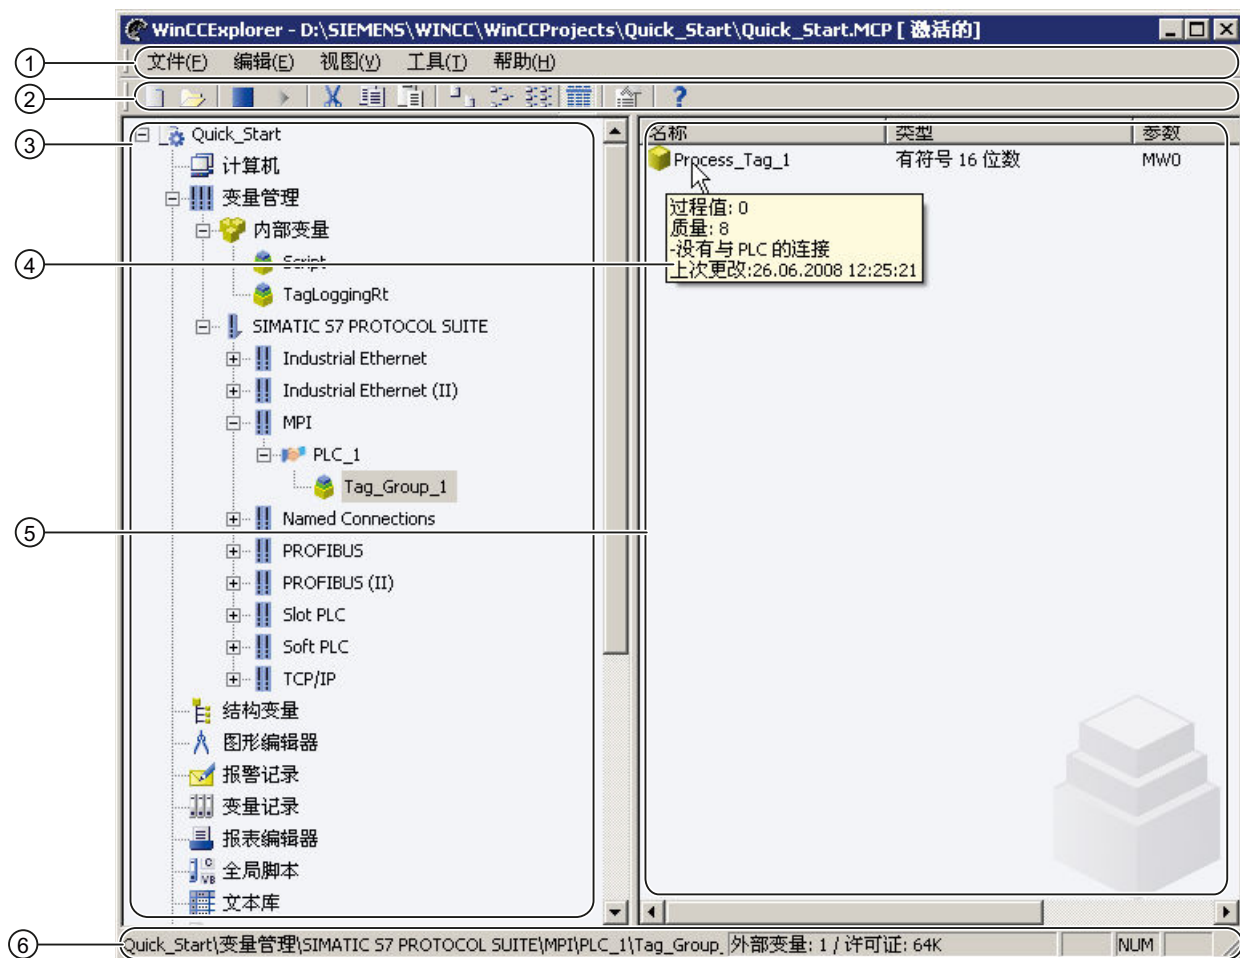 WinCCExplorer - D:\SIEMENS\WINCC\WinCCProjects\Quick_Start\Quick_Start.MCP [ 激活的]
1 文件(F) 编辑(E) 视图(V) 工具(T) 帮助(H)
2
3
4
5
6
Quick_Start
计算机
变量管理
内部变量
Script
TagLoggingRt
SIMATIC S7 PROTOCOL SUITE
Industrial Ethernet
Industrial Ethernet (II)
MPI
PLC_1
Tag_Group_1
Named Connections
PROFIBUS
PROFIBUS (II)
Slot PLC
Soft PLC
TCP/IP
结构变量
图形编辑器
报警记录
变量记录
报表编辑器
全局脚本
文本库
名称 类型 参数
Process_Tag_1 有符号 16 位数 MW0
过程值: 0
质量: 8
-没有与 PLC 的连接
上次更改:26.06.2008 12:25:21
Quick_Start\变量管理\SIMATIC S7 PROTOCOL SUITE\MPI\PLC_1\Tag_Group_ 外部变量: 1 / 许可证: 64K NUM